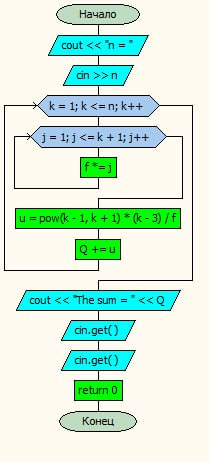 Начало
cout << "n = "
cin >> n
k = 1; k <= n; k++
j = 1; j <= k + 1; j++
f *= j
u = pow(k - 1, k + 1) * (k - 3) / f
Q += u
cout << "The sum = " << Q
cin.get( )
cin.get( )
return 0
Конец